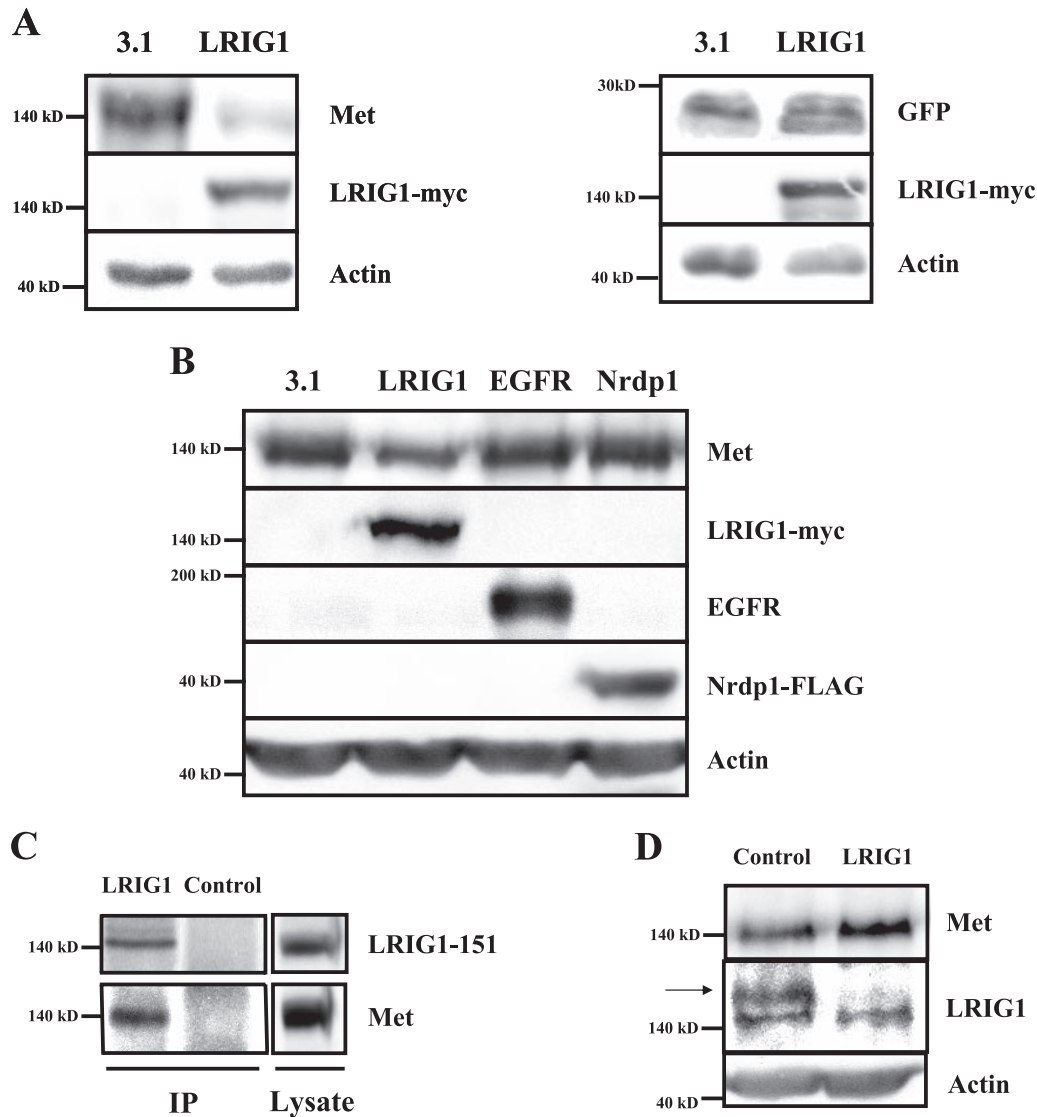 A
3.1 LRIG1
140 kD Met
140 kD LRIG1-myc
40 kD Actin
3.1 LRIG1
30kD GFP
140 kD LRIG1-myc
40 kD Actin
B
3.1 LRIG1 EGFR Nrdp1
140 kD Met
140 kD LRIG1-myc
200 kD EGFR
40 kD Nrdp1-FLAG
40 kD Actin
C
LRIG1 Control
140 kD LRIG1-151
140 kD Met
IP Lysate
D
Control LRIG1
140 kD Met
140 kD LRIG1
40 kD Actin